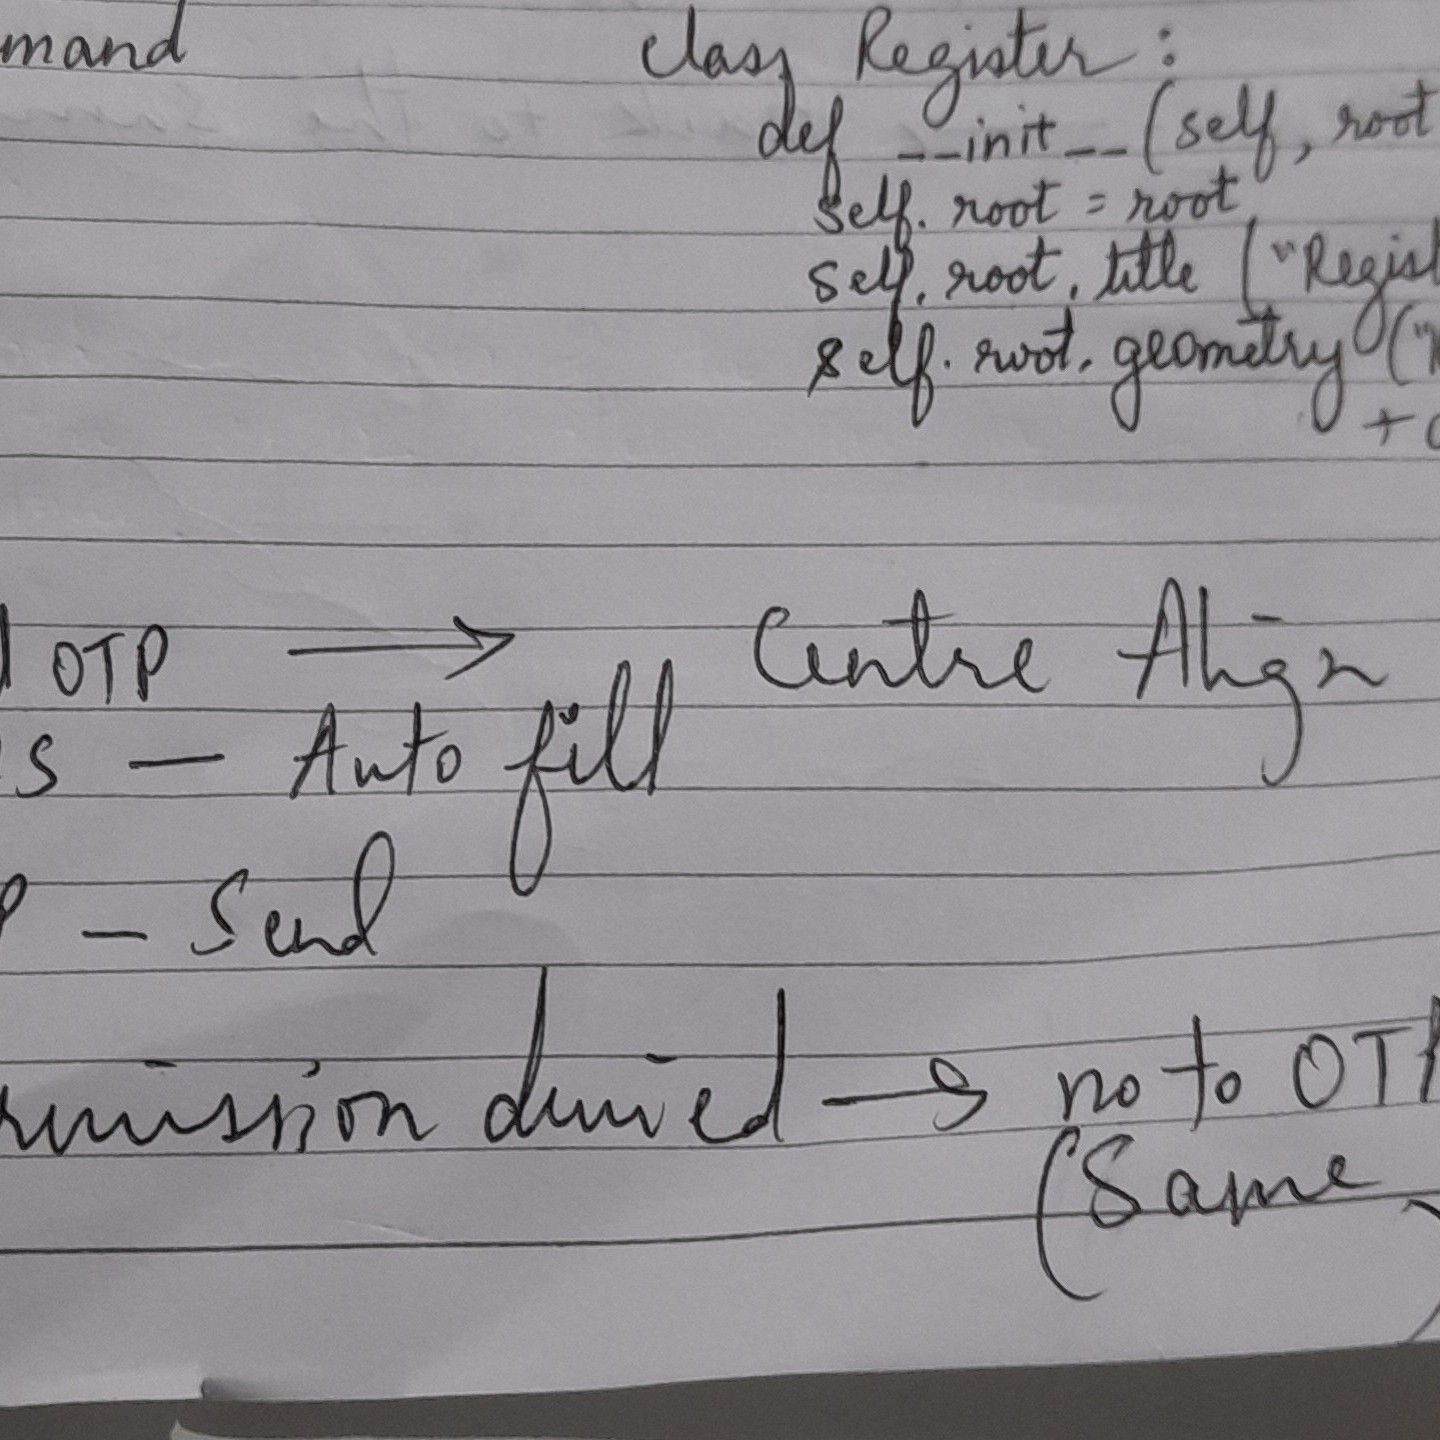 mand
class Register :
def __init__ (self, root
self. root = root
self. root. title ("Regist
self. root. geometry ("
+
OTP → Centre Align
s - Auto fill
P - Send
rmission denied → no to OTP
(Same
)